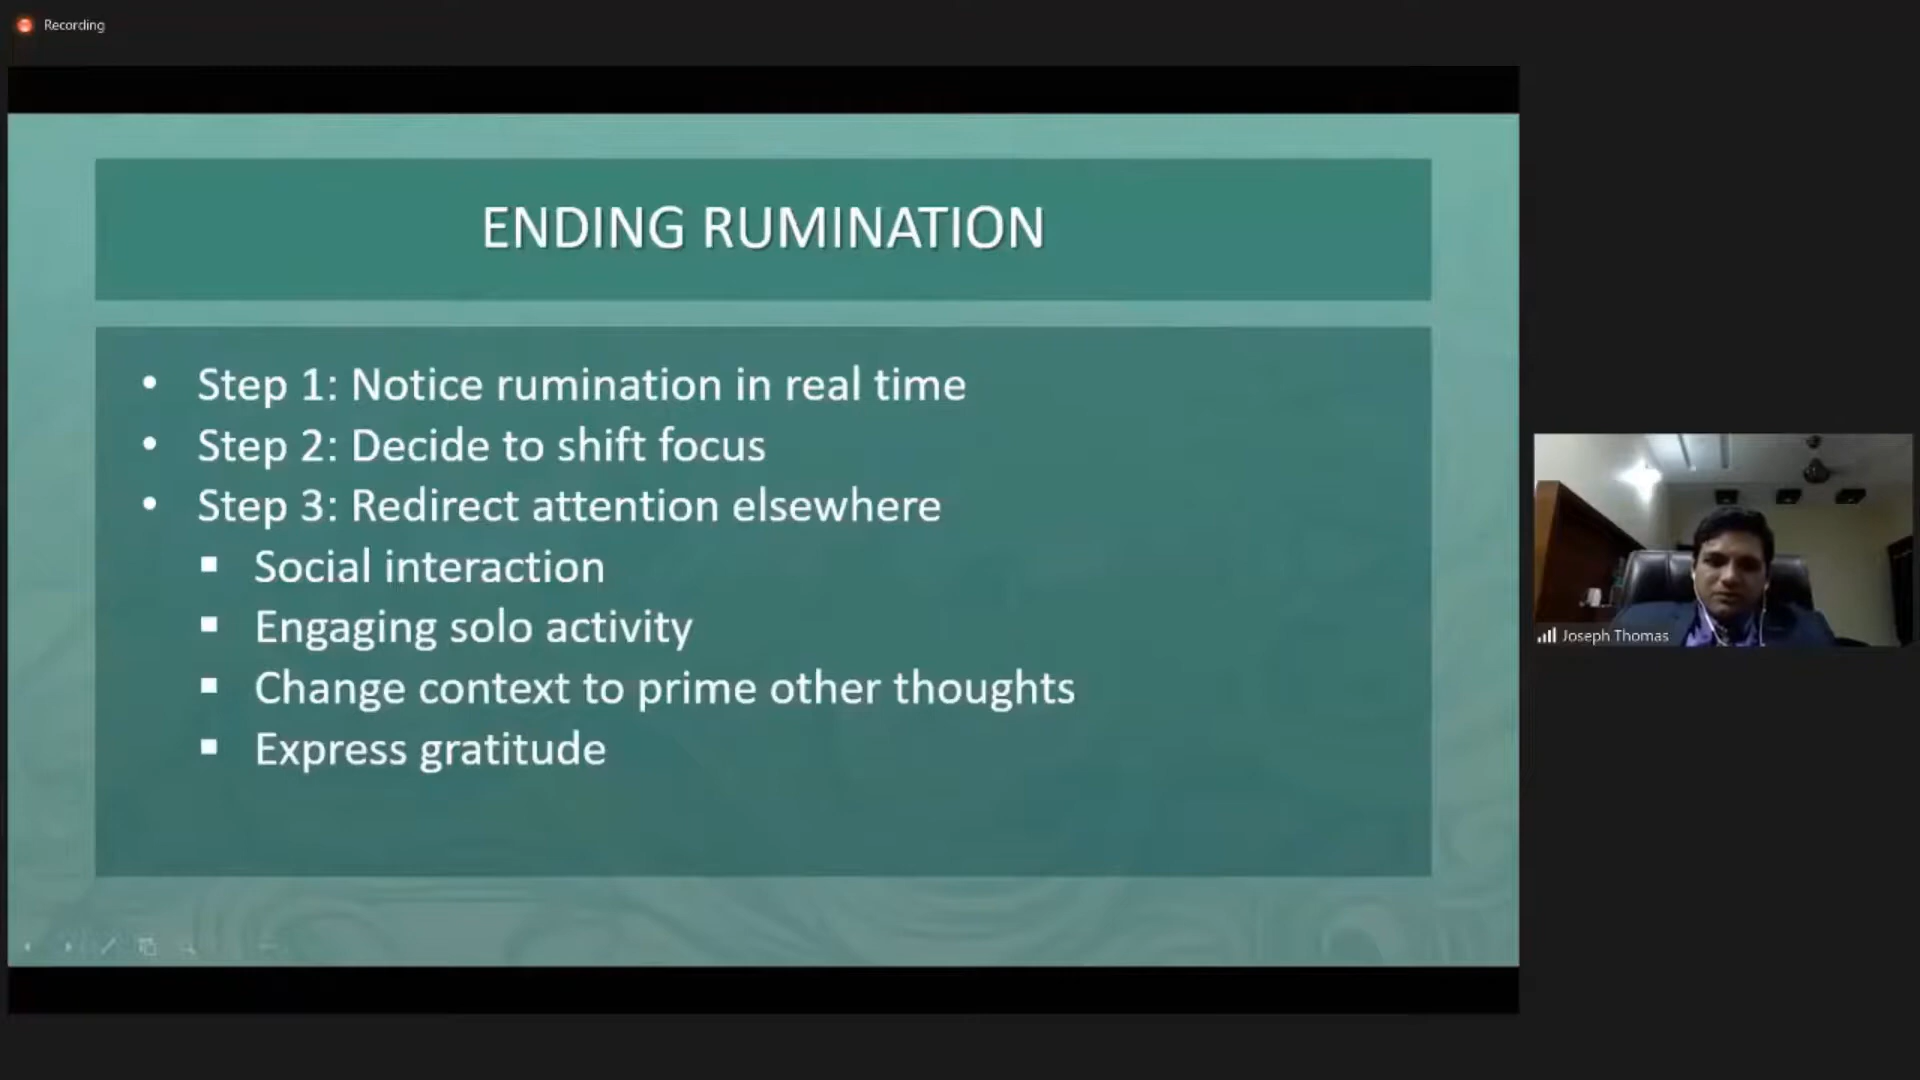 Recording
ENDING RUMINATION
• Step 1: Notice rumination in real time
• Step 2: Decide to shift focus
• Step 3: Redirect attention elsewhere
▪ Social interaction
▪ Engaging solo activity
▪ Change context to prime other thoughts
▪ Express gratitude
Joseph Thomas